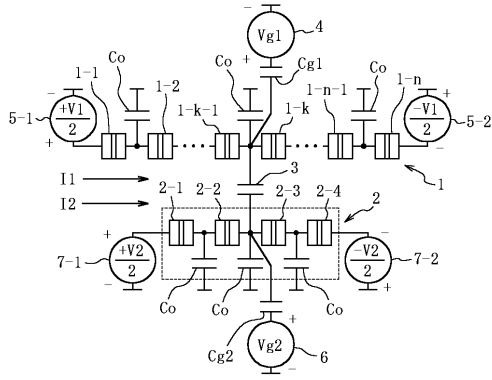 Vg1
4
+
Cg1
Co
Co
Co
1-1
1-2
1-k-1
1-k
1-n-1
1-n
-
+V1
2
+
5-1
-V1
2
-
5-2
1
3
I1
I2
2-1
2-2
2-3
2-4
2
+
+V2
2
-
7-1
-
-V2
2
+
7-2
Co
Co
Co
Cg2
+
Vg2
-
6